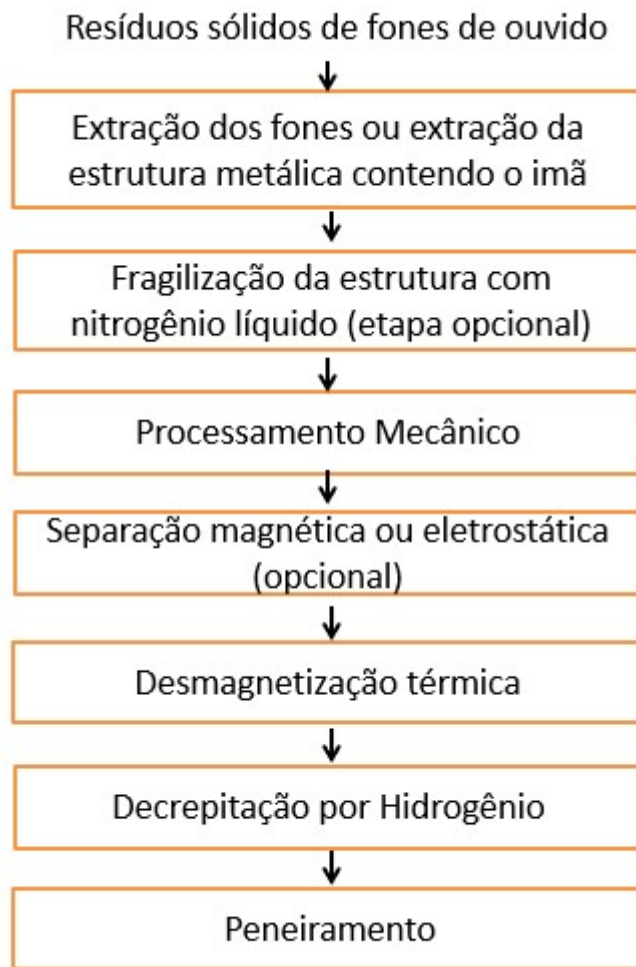 Resíduos sólidos de fones de ouvido
Extração dos fones ou extração da
estrutura metálica contendo o imã
Fragilização da estrutura com
nitrogênio líquido (etapa opcional)
Processamento Mecânico
Separação magnética ou eletrostática
(opcional)
Desmagnetização térmica
Decrepitação por Hidrogênio
Peneiramento